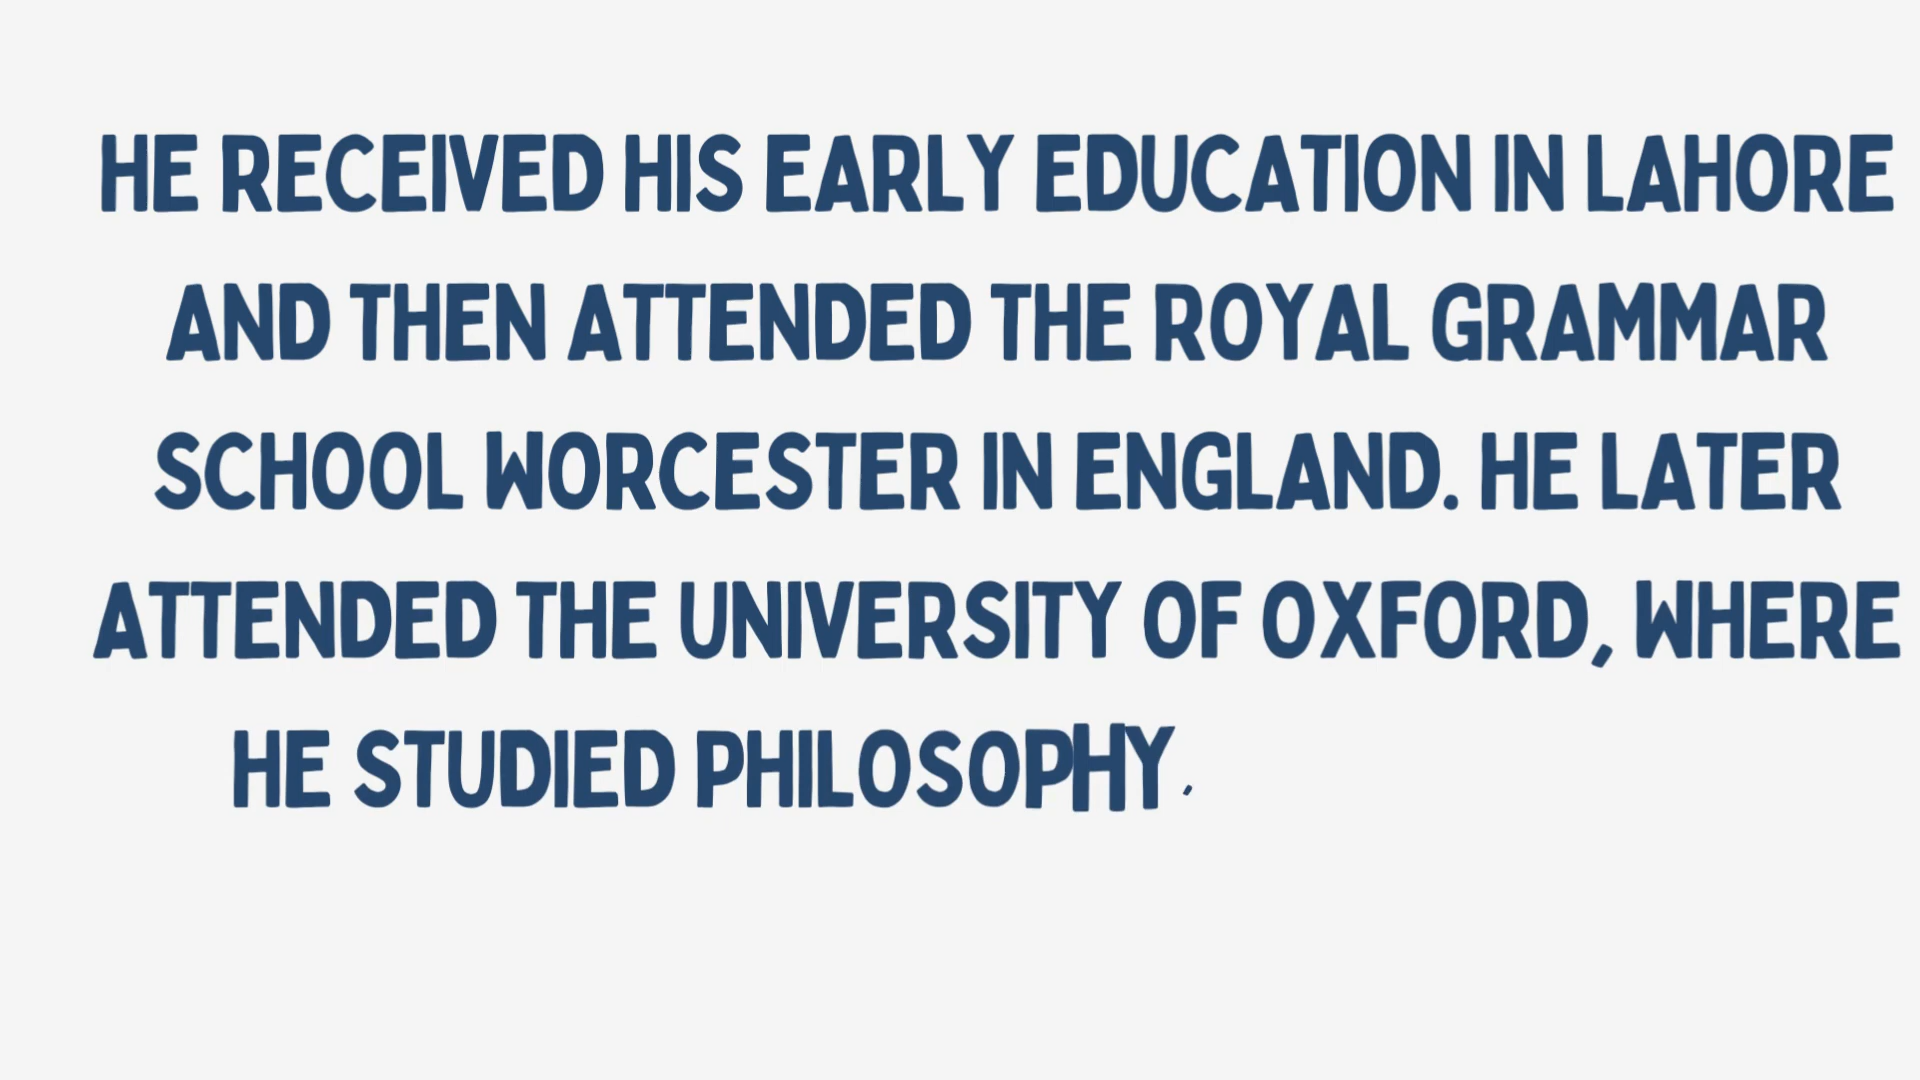 HE RECEIVED HIS EARLY EDUCATION IN LAHORE
AND THEN ATTENDED THE ROYAL GRAMMAR
SCHOOL WORCESTER IN ENGLAND. HE LATER
ATTENDED THE UNIVERSITY OF OXFORD, WHERE
HE STUDIED PHILOSOPHY,